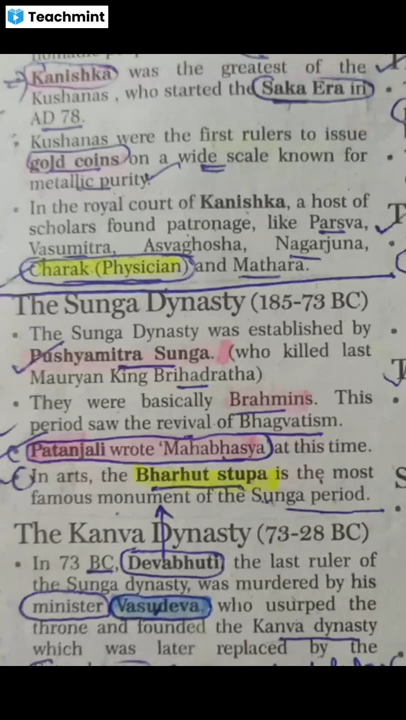 Teachmint
Kanishka was the greatest of the
Kushanas , who started the Saka Era in
AD 78.
• Kushanas were the first rulers to issue
gold coins on a wide scale known for
metallic purity.
• In the royal court of Kanishka, a host of
scholars found patronage, like Parsva,
Vasumitra, Asvaghosha, Nagarjuna,
Charak (Physician) and Mathara.
The Sunga Dynasty (185-73 BC)
• The Sunga Dynasty was established by
Pushyamitra Sunga. (who killed last
Mauryan King Brihadratha)
• They were basically Brahmins. This
period saw the revival of Bhagvatism.
• Patanjali wrote 'Mahabhasya' at this time.
• In arts, the Bharhut stupa is the most
famous monument of the Sunga period.
The Kanva Dynasty (73-28 BC)
• In 73 BC, Devabhuti the last ruler of
the Sunga dynasty, was murdered by his
minister Vasudeva, who usurped the
throne and founded the Kanva dynasty
which was later replaced by the